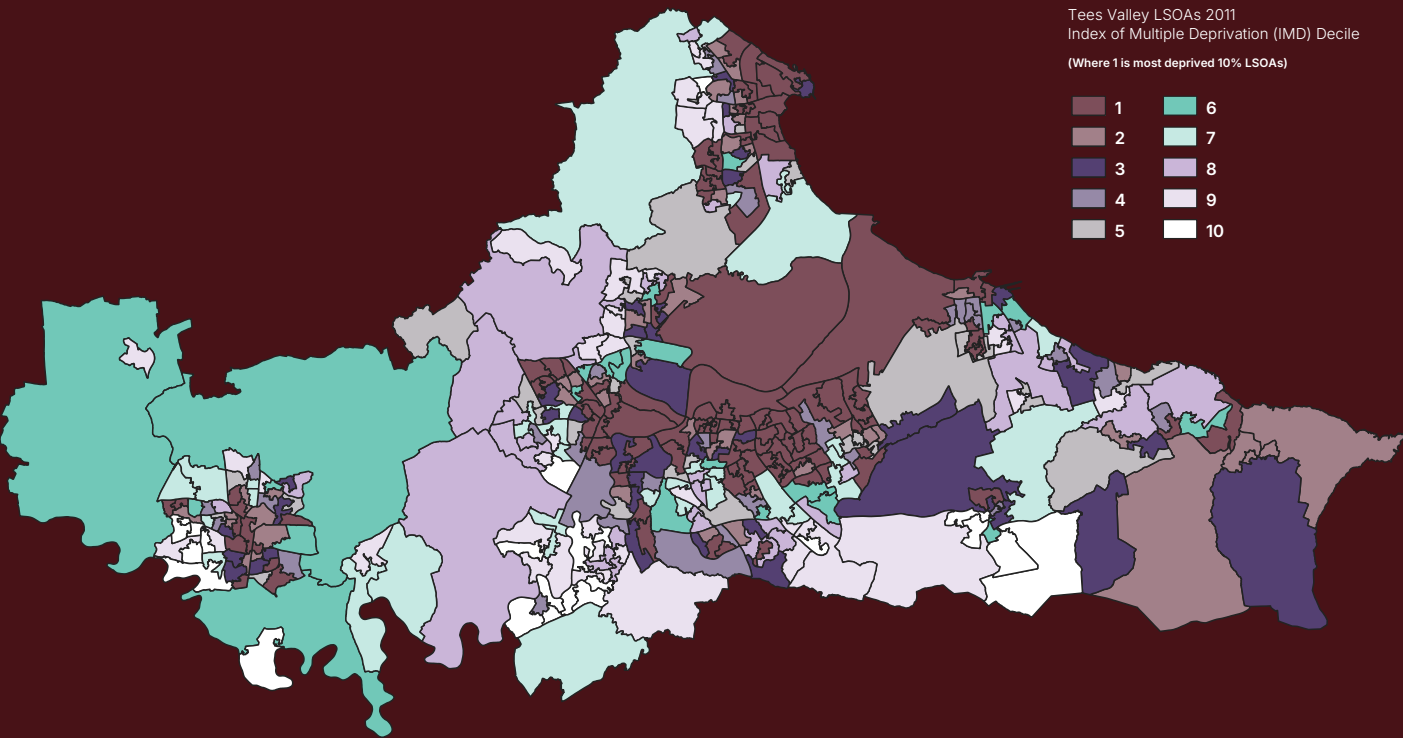 Tees Valley LSOAs 2011
Index of Multiple Deprivation (IMD) Decile
(Where 1 is most deprived 10% LSOAs)
1 6
2 7
3 8
4 9
5 10